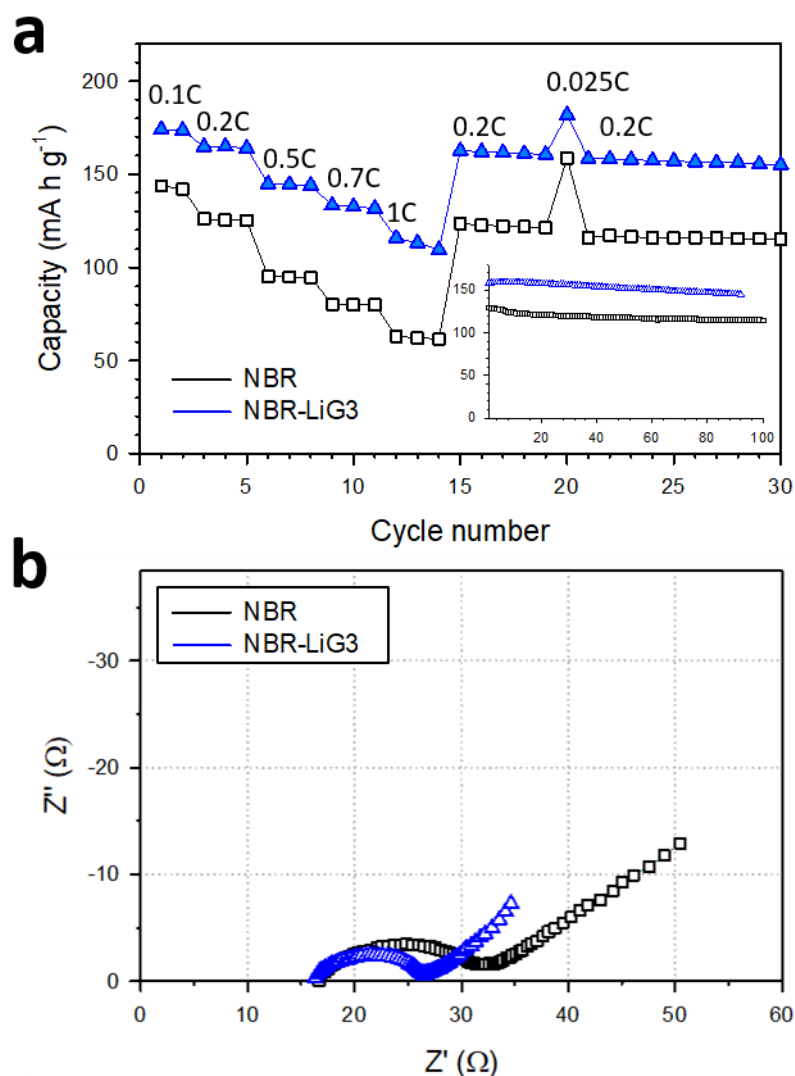 a
200
150
100
50
0
Capacity (mA h g⁻¹)
0.1C
0.2C
0.5C
0.7C
1C
0.2C
0.025C
0.2C
NBR
NBR-LiG3
150
100
50
0
20 40 60 80 100
0 5 10 15 20 25 30
Cycle number
b
NBR
NBR-LiG3
-30
-20
-10
0
Z'' (Ω)
0 10 20 30 40 50 60
Z' (Ω)